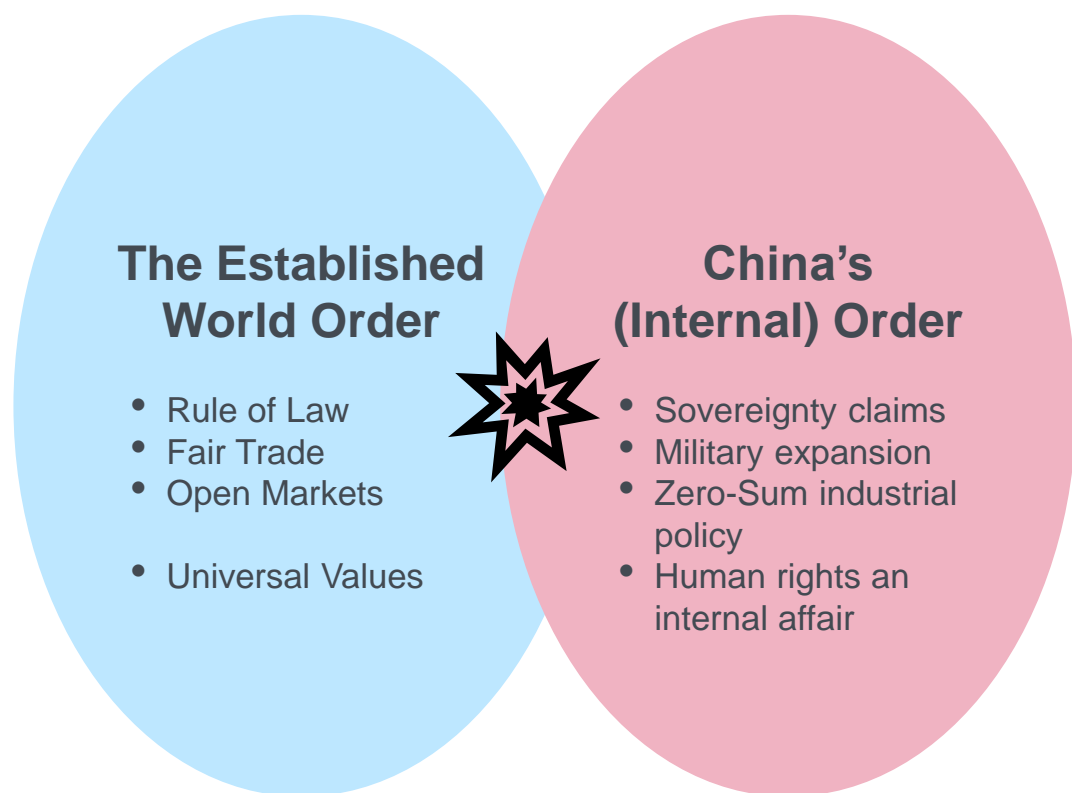 The Established
World Order
• Rule of Law
• Fair Trade
• Open Markets
• Universal Values
China’s
(Internal) Order
• Sovereignty claims
• Military expansion
• Zero-Sum industrial
policy
• Human rights an
internal affair